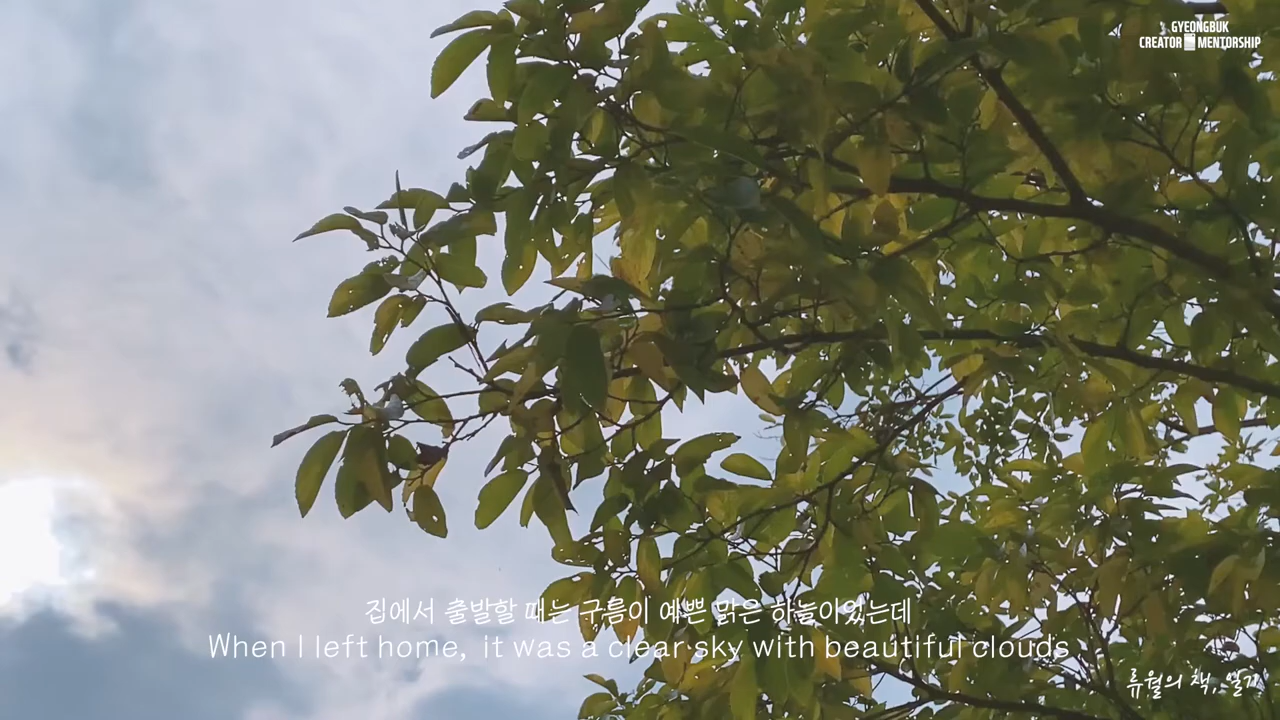 GYEONGBUK
CREATOR MENTORSHIP
집에서 출발할 때는 구름이 예쁜 맑은 하늘이었는데
When I left home, it was a clear sky with beautiful clouds
류월의 책, 일기